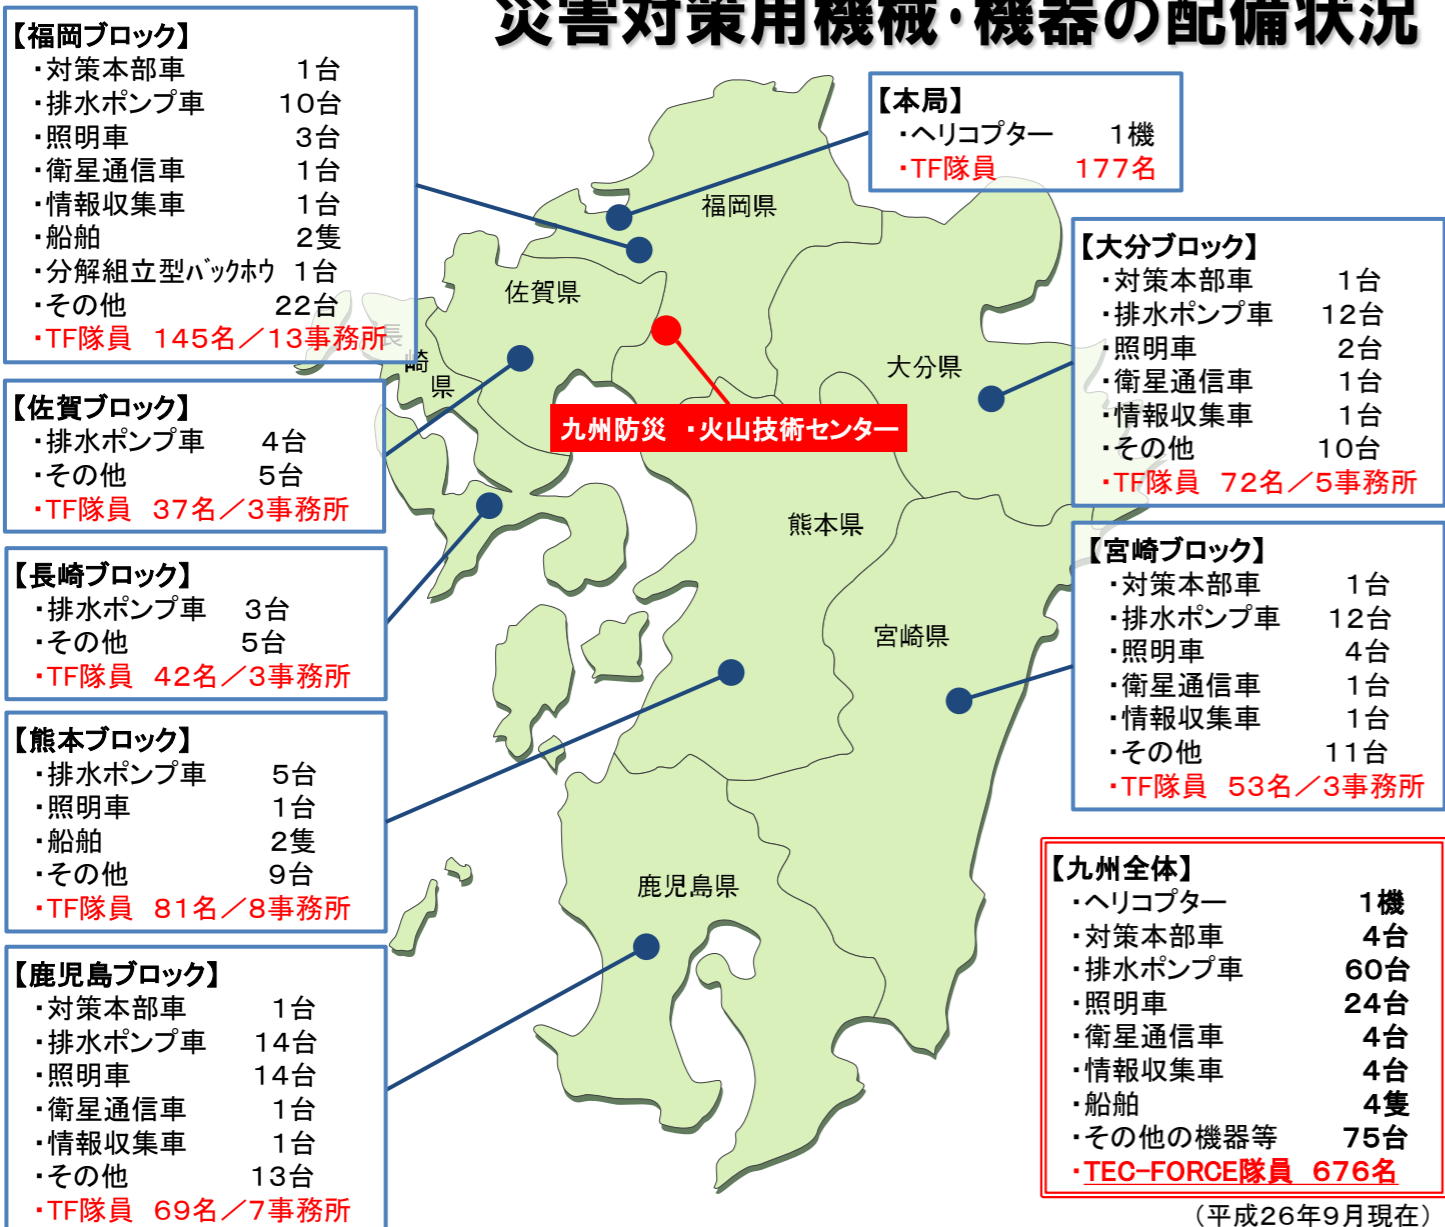 災害対策用機械・機器の配備状況
【福岡ブロック】
・対策本部車 1台
・排水ポンプ車 10台
・照明車 3台
・衛星通信車 1台
・情報収集車 1台
・船舶 2隻
・分解組立型バックホウ 1台
・その他 22台
・TF隊員 145名／13事務所
【本局】
・ヘリコプター 1機
・TF隊員 177名
【佐賀ブロック】
・排水ポンプ車 4台
・その他 5台
・TF隊員 37名／3事務所
【長崎ブロック】
・排水ポンプ車 3台
・その他 5台
・TF隊員 42名／3事務所
【熊本ブロック】
・排水ポンプ車 5台
・照明車 1台
・船舶 2隻
・その他 9台
・TF隊員 81名／8事務所
【鹿児島ブロック】
・対策本部車 1台
・排水ポンプ車 14台
・照明車 14台
・衛星通信車 1台
・情報収集車 1台
・その他 13台
・TF隊員 69名／7事務所
福岡県
佐賀県
長崎県
大分県
九州防災 ・火山技術センター
熊本県
宮崎県
鹿児島県
【大分ブロック】
・対策本部車 1台
・排水ポンプ車 12台
・照明車 2台
・衛星通信車 1台
・情報収集車 1台
・その他 10台
・TF隊員 72名／5事務所
【宮崎ブロック】
・対策本部車 1台
・排水ポンプ車 12台
・照明車 4台
・衛星通信車 1台
・情報収集車 1台
・その他 11台
・TF隊員 53名／3事務所
【九州全体】
・ヘリコプター 1機
・対策本部車 4台
・排水ポンプ車 60台
・照明車 24台
・衛星通信車 4台
・情報収集車 4台
・船舶 4隻
・その他の機器等 75台
・TEC-FORCE隊員 676名
（平成26年9月現在）